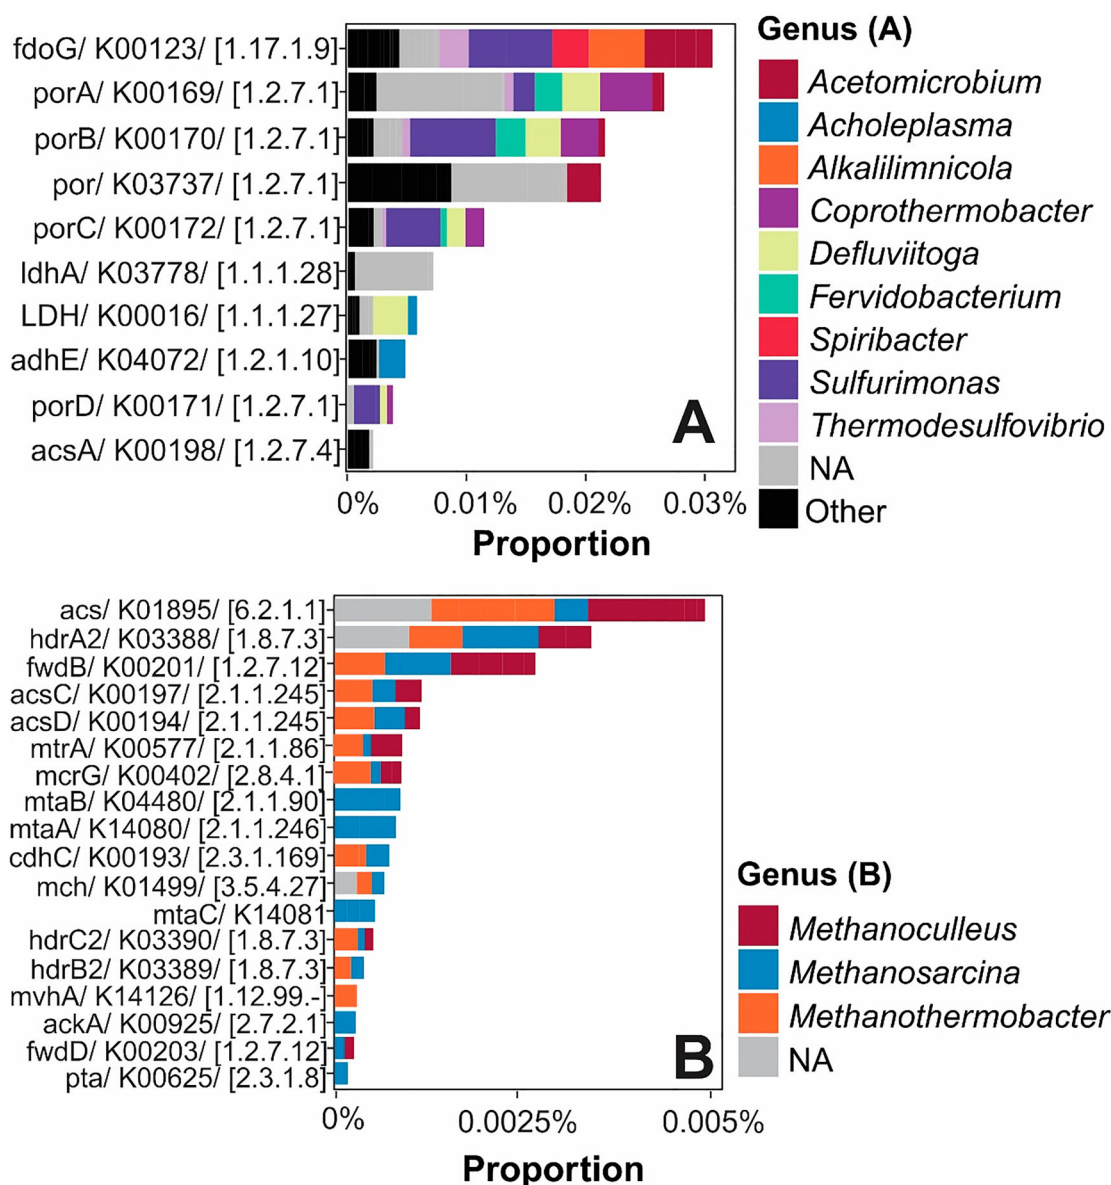 fdoG/ K00123/ [1.17.1.9]
porA/ K00169/ [1.2.7.1]
porB/ K00170/ [1.2.7.1]
por/ K03737/ [1.2.7.1]
porC/ K00172/ [1.2.7.1]
ldhA/ K03778/ [1.1.1.28]
LDH/ K00016/ [1.1.1.27]
adhE/ K04072/ [1.2.1.10]
porD/ K00171/ [1.2.7.1]
acsA/ K00198/ [1.2.7.4]
A
0% 0.01% 0.02% 0.03%
Proportion
Genus (A)
Acetomicrobium
Acholeplasma
Alkalilimnicola
Coprothermobacter
Defluviitoga
Fervidobacterium
Spiribacter
Sulfurimonas
Thermodesulfovibrio
NA
Other
acs/ K01895/ [6.2.1.1]
hdrA2/ K03388/ [1.8.7.3]
fwdB/ K00201/ [1.2.7.12]
acsC/ K00197/ [2.1.1.245]
acsD/ K00194/ [2.1.1.245]
mtrA/ K00577/ [2.1.1.86]
mcrG/ K00402/ [2.8.4.1]
mtaB/ K04480/ [2.1.1.90]
mtaA/ K14080/ [2.1.1.246]
cdhC/ K00193/ [2.3.1.169]
mch/ K01499/ [3.5.4.27]
mtaC/ K14081
hdrC2/ K03390/ [1.8.7.3]
hdrB2/ K03389/ [1.8.7.3]
mvhA/ K14126/ [1.12.99.-]
ackA/ K00925/ [2.7.2.1]
fwdD/ K00203/ [1.2.7.12]
pta/ K00625/ [2.3.1.8]
B
0% 0.0025% 0.005%
Proportion
Genus (B)
Methanoculleus
Methanosarcina
Methanothermobacter
NA